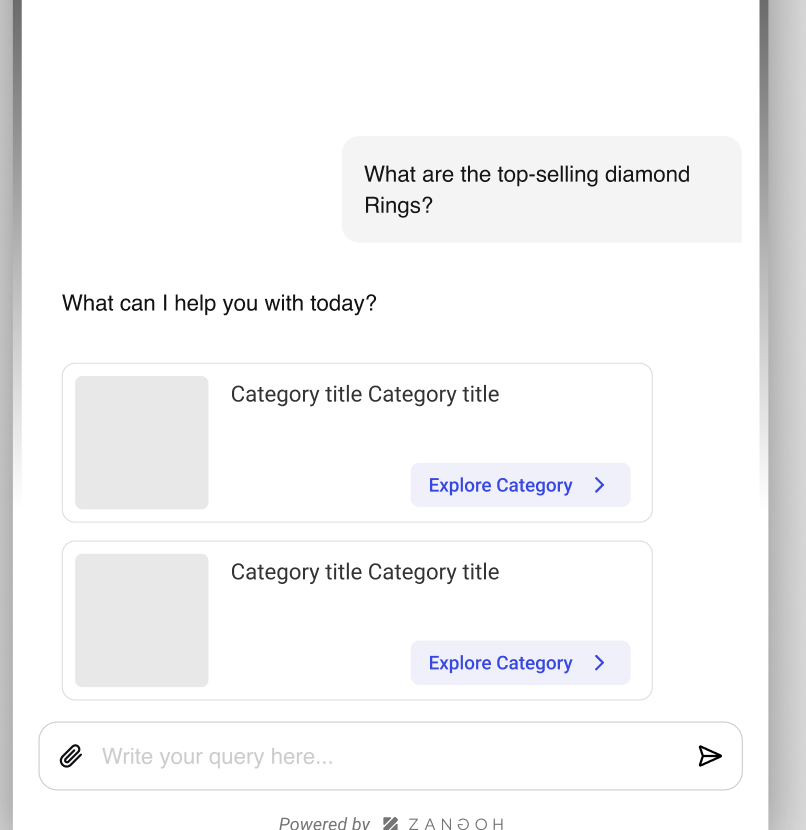 What are the top-selling diamond
Rings?
What can I help you with today?
Category title Category title
Explore Category
Category title Category title
Explore Category
Write your query here...
Powered by ZANGOH